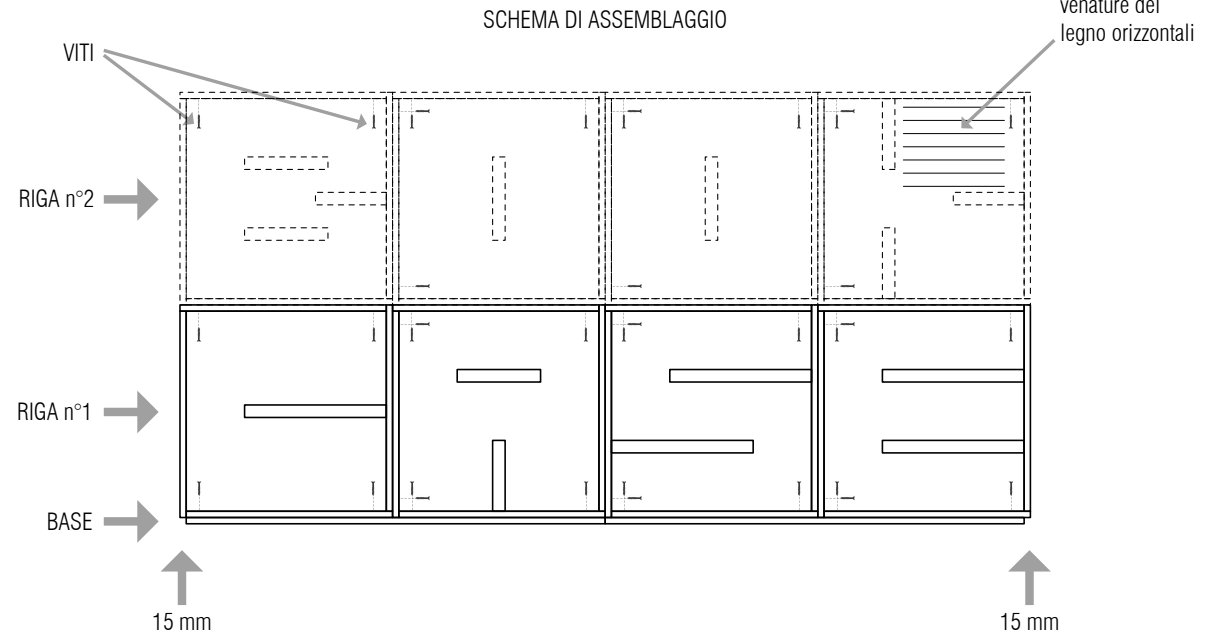 SCHEMA DI ASSEMBLAGGIO
venature del
legno orizzontali
VITI
RIGA n°2
RIGA n°1
BASE
15 mm
15 mm